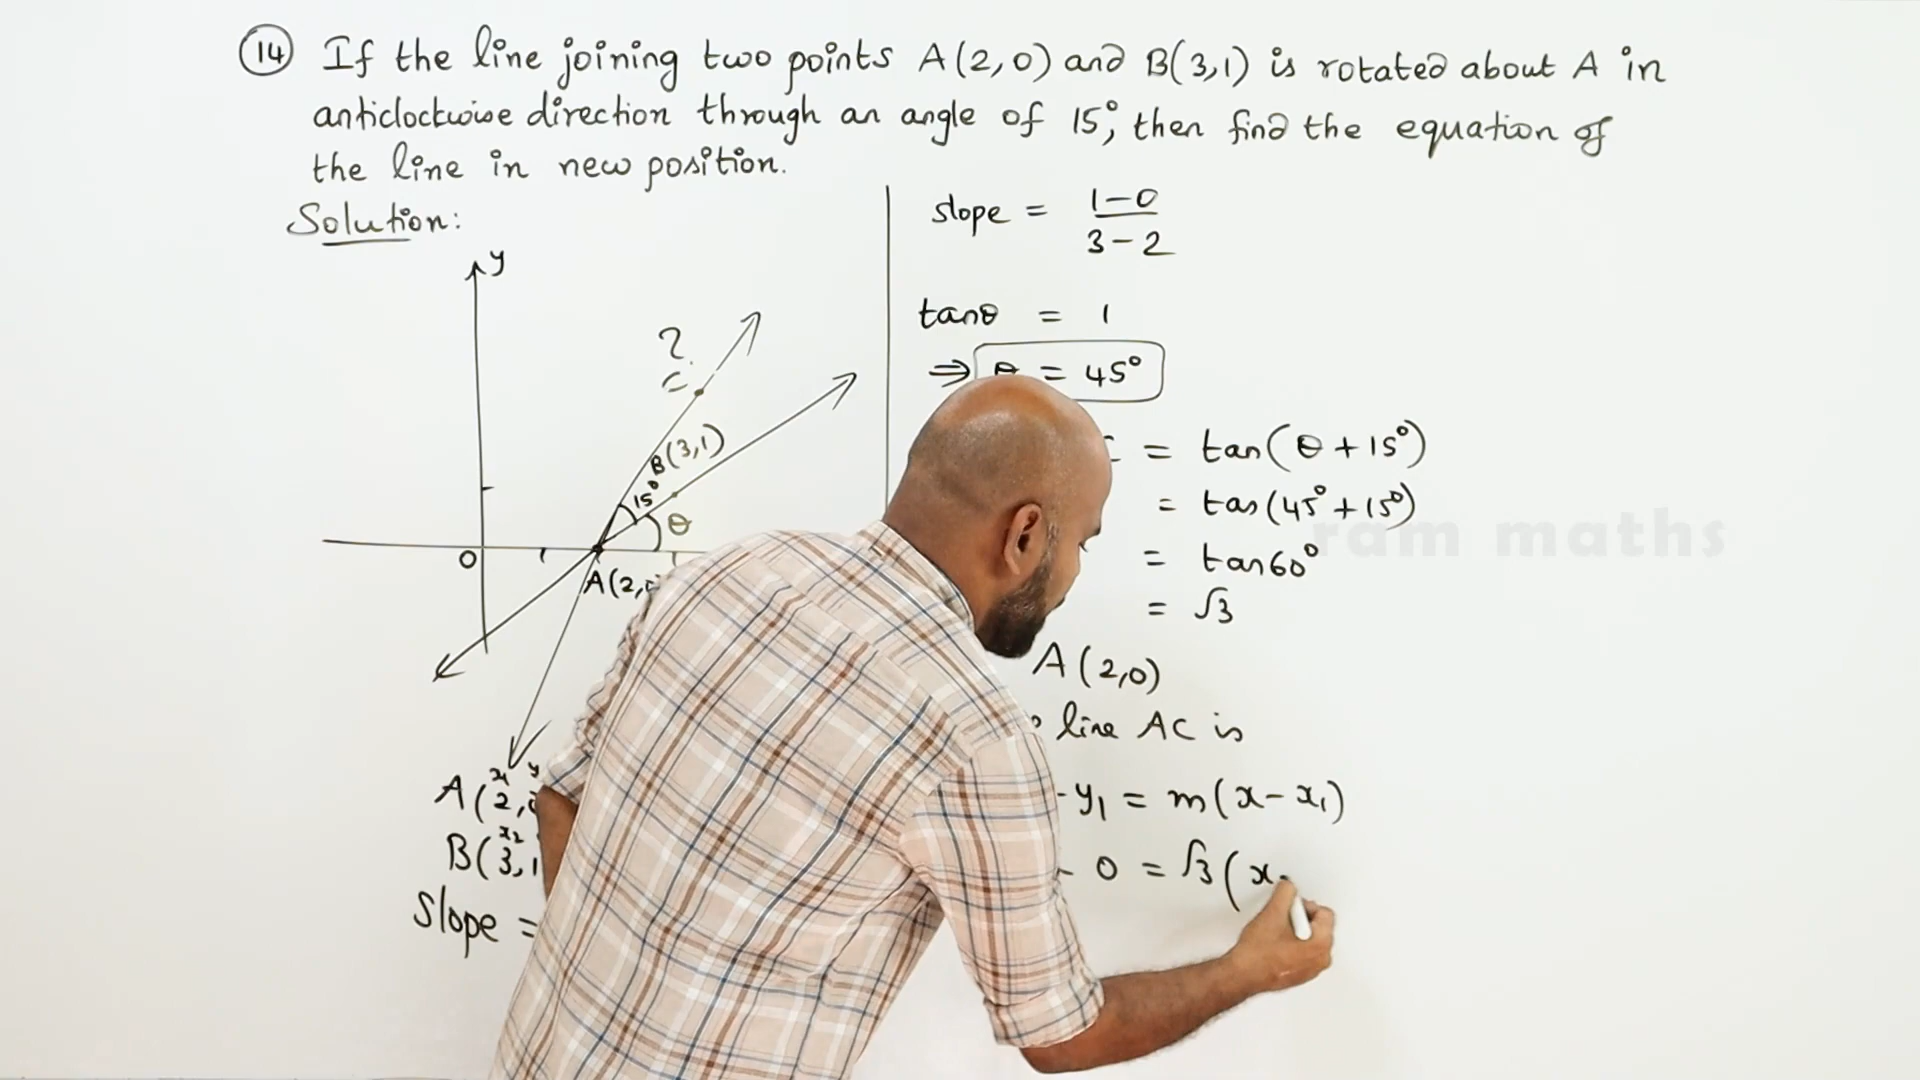 14 If the line joining two points A(2,0) and B(3,1) is rotated about A in
anticlockwise direction through an angle of 15°, then find the equation of
the line in new position.
Solution:
y
?
B(3,1)
15°
θ
O
A(2,
x₁ y
A(2,
x₂
B(3,1
Slope =
slope = 1-0
3-2
tanθ = 1
⇒ θ = 45°
= tan(θ+15°)
= tan(45°+15°)
= tan60°
= √3
A(2,0)
line AC is
-y₁ = m(x-x₁)
- 0 = √3(x-
ram maths